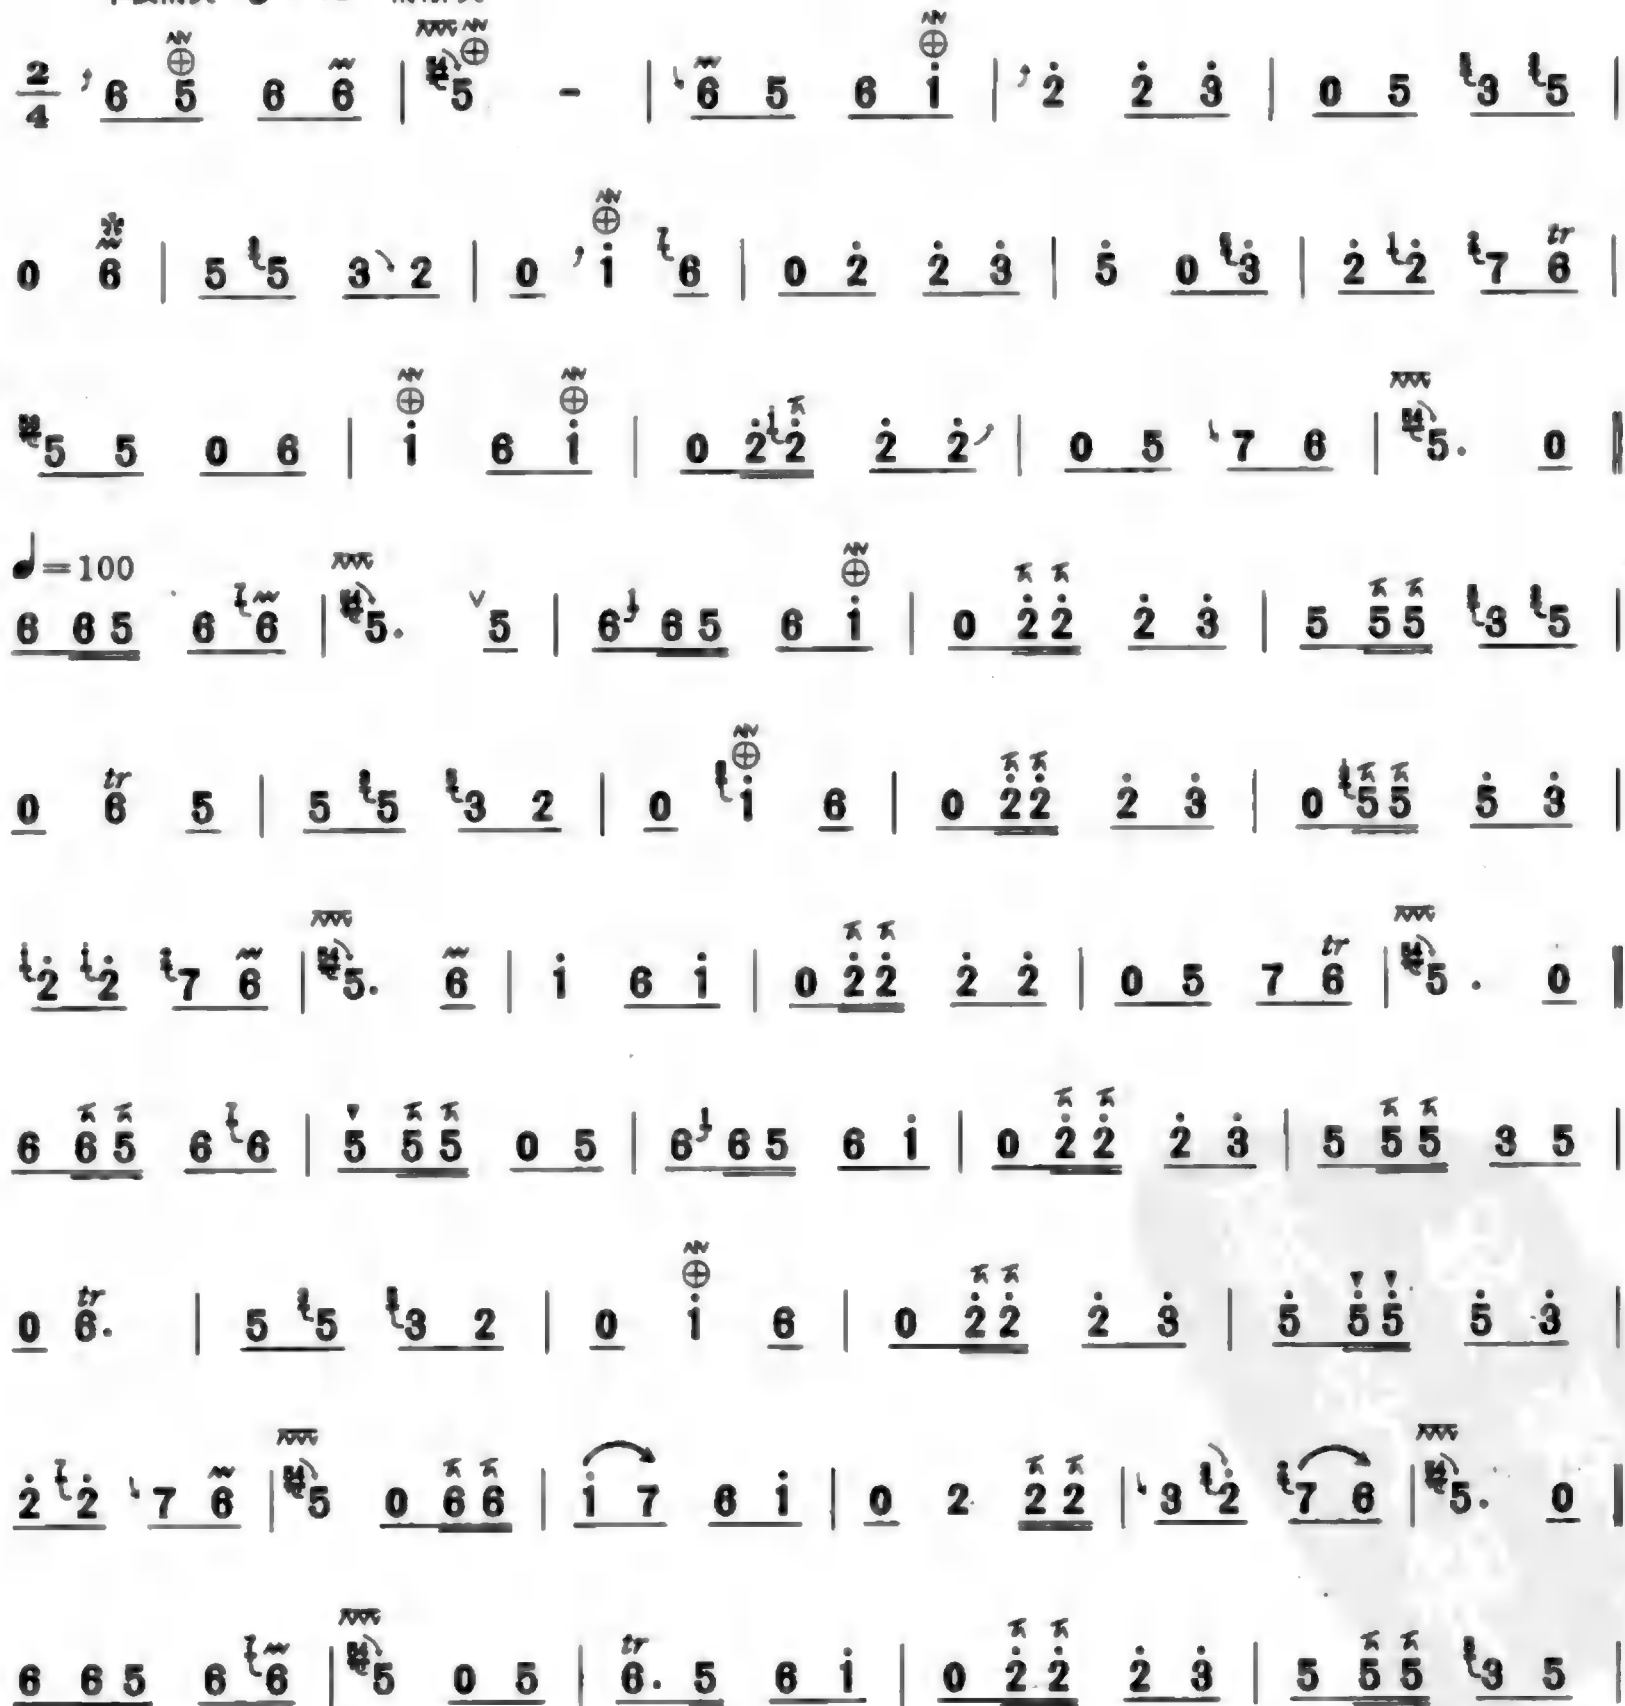 2/4 6 5 6 6 | 5 - | 6 5 6 i | 2̇ 2̇ 3̇ | 0 5 3 5 |
0 6 | 5 5 3 2 | 0 i 6 | 0 2̇ 2̇ 3̇ | 5̇ 0 3̇ | 2̇ 2̇ 7 tr 6 |
5 5 0 6 | i 6 i | 0 2̇ 2̇ 2̇ 2̇ | 0 5 7 6 | 5. 0 ‖
♩=100
6 6 5 6 6 | 5. ∨ 5 | 6 6 5 6 i | 0 2̇ 2̇ 2̇ 3̇ | 5 5 5 3 5 |
0 tr 6 5 | 5 5 3 2 | 0 i 6 | 0 2̇ 2̇ 2̇ 3̇ | 0 5 5 5̇ 3̇ |
2̇ 2̇ 7 6 | 5. 6 | i 6 i | 0 2̇ 2̇ 2̇ 2̇ | 0 5 7 tr 6 | 5. 0 ‖
6 6 5 6 6 | 5 5 5 0 5 | 6 6 5 6 i | 0 2̇ 2̇ 2̇ 3̇ | 5 5 5 3 5 |
0 tr 6. | 5 5 3 2 | 0 i 6 | 0 2̇ 2̇ 2̇ 3̇ | 5̇ 5̇ 5̇ 5̇ 3̇ |
2̇ 2̇ 7 6 | 5 0 6 6 | i 7 6 i | 0 2 2 2 | 3 2̇ 7 6 | 5. 0 ‖
6 6 5 6 6 | 5 0 5 | tr 6. 5 6 i | 0 2̇ 2̇ 2̇ 3̇ | 5 5 5 3 5 |